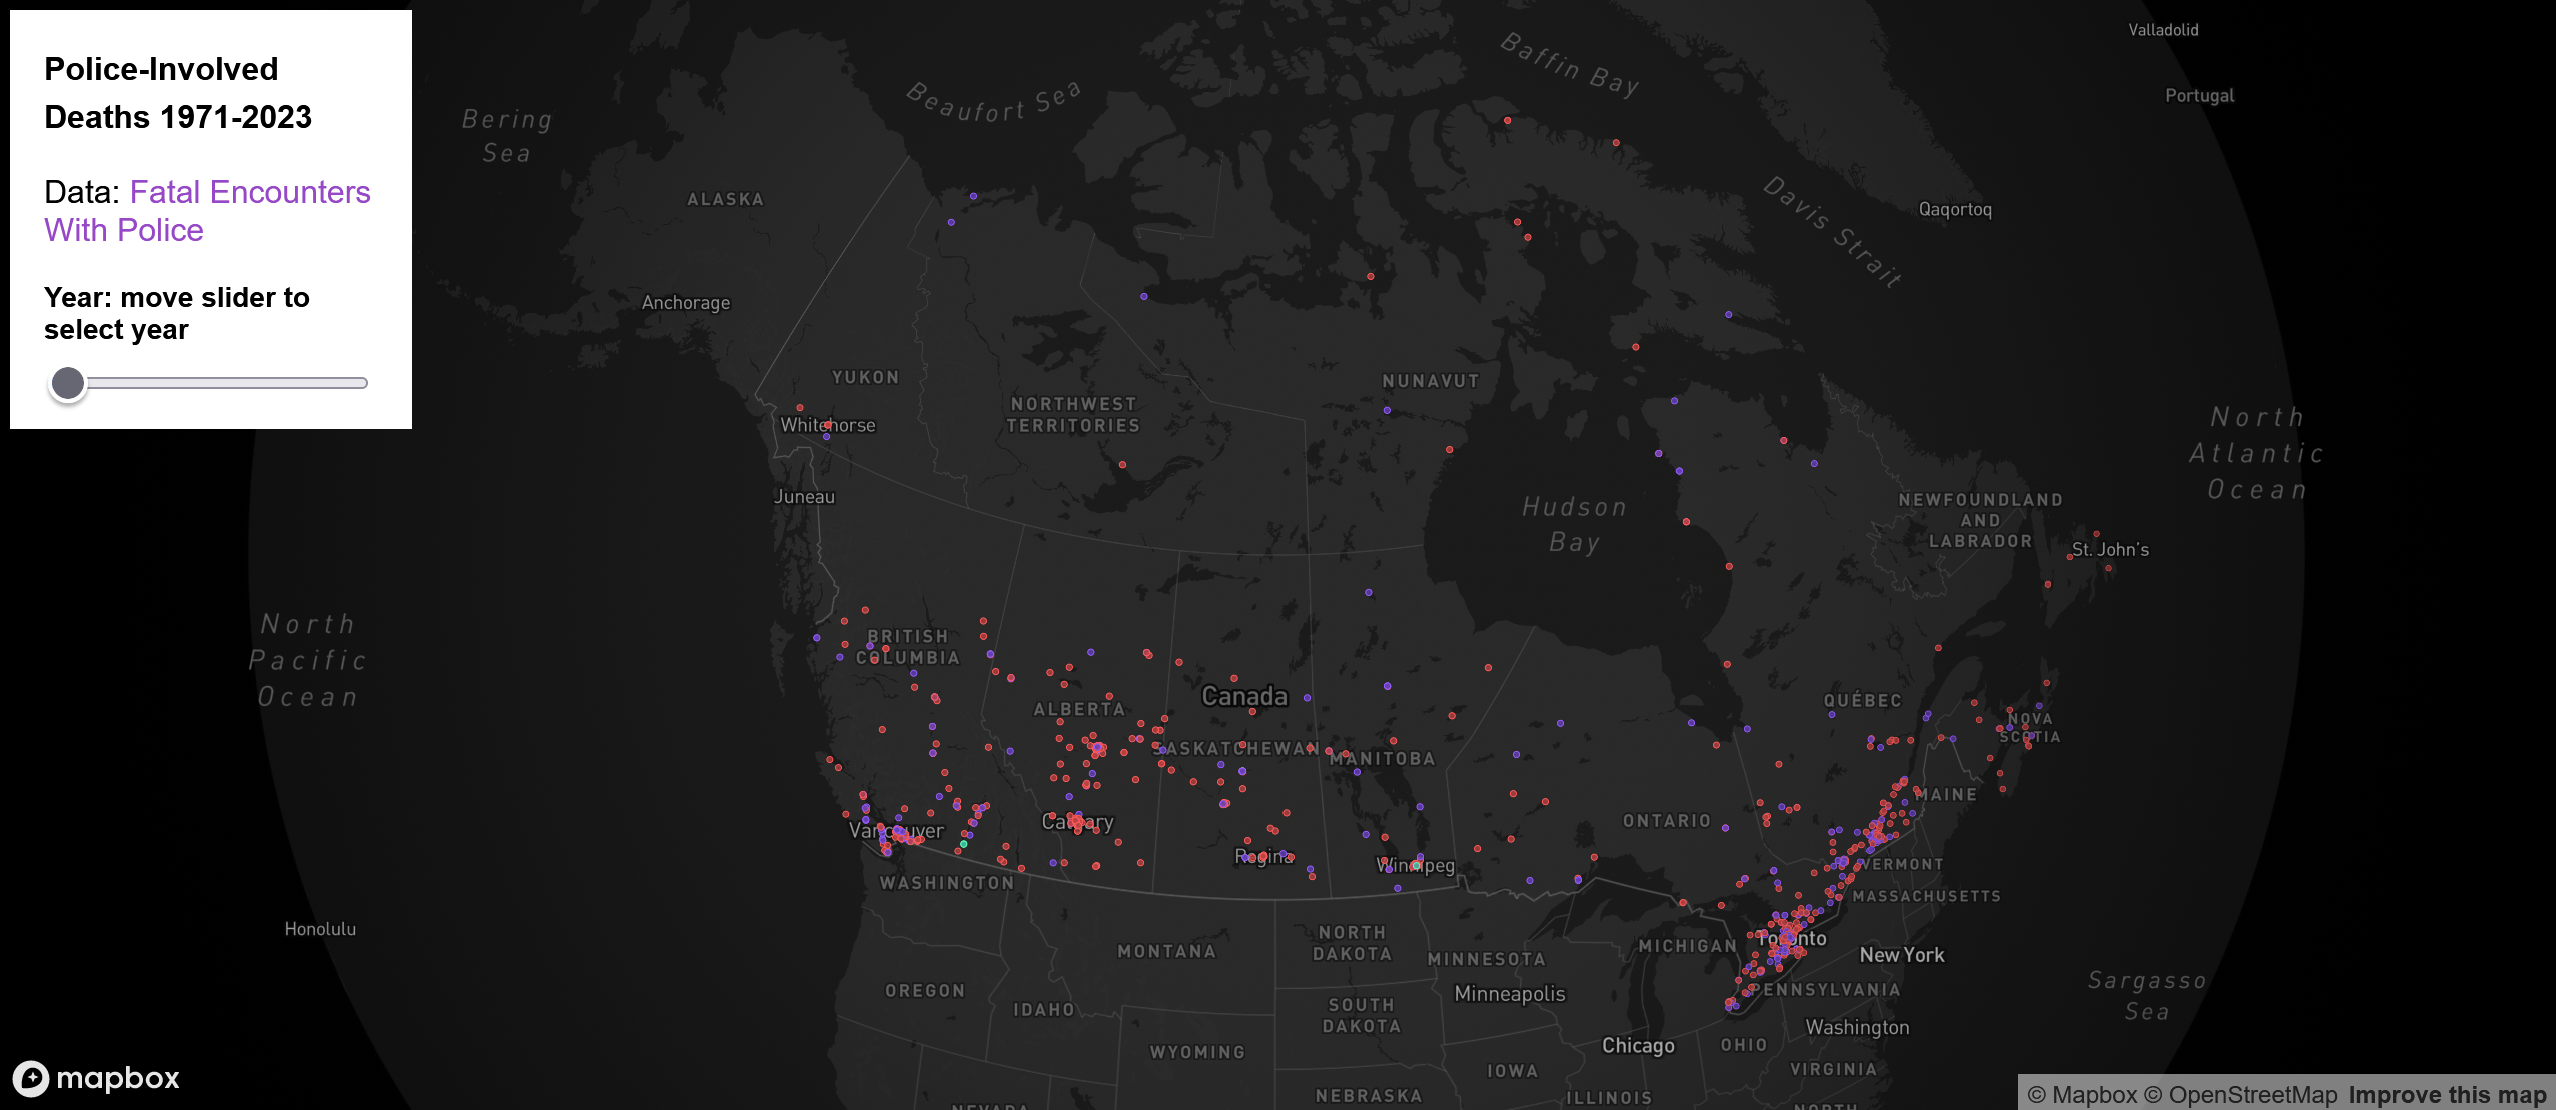 Police-Involved
Deaths 1971-2023
Data: Fatal Encounters
With Police
Year: move slider to
select year
Valladolid
Portugal
Baffin Bay
Beaufort Sea
Bering
Sea
ALASKA
Davis Strait
Qaqortoq
Anchorage
YUKON
NUNAVUT
NORTHWEST
TERRITORIES
Whitehorse
North
Atlantic
Ocean
Juneau
Hudson
Bay
NEWFOUNDLAND
AND
LABRADOR
St. John's
North
Pacific
Ocean
BRITISH
COLUMBIA
Canada
ALBERTA
QUÉBEC
NOVA
SCOTIA
SASKATCHEWAN
MANITOBA
MAINE
Vancouver
Calgary
ONTARIO
Regina
Winnipeg
VERMONT
WASHINGTON
MASSACHUSETTS
Honolulu
MONTANA
NORTH
DAKOTA
MINNESOTA
MICHIGAN
Toronto
New York
OREGON
IDAHO
SOUTH
DAKOTA
Minneapolis
PENNSYLVANIA
Sargasso
Sea
Washington
WYOMING
Chicago
OHIO
IOWA
VIRGINIA
NEBRASKA
ILLINOIS
NEVADA
NORTH
mapbox
© Mapbox © OpenStreetMap Improve this map